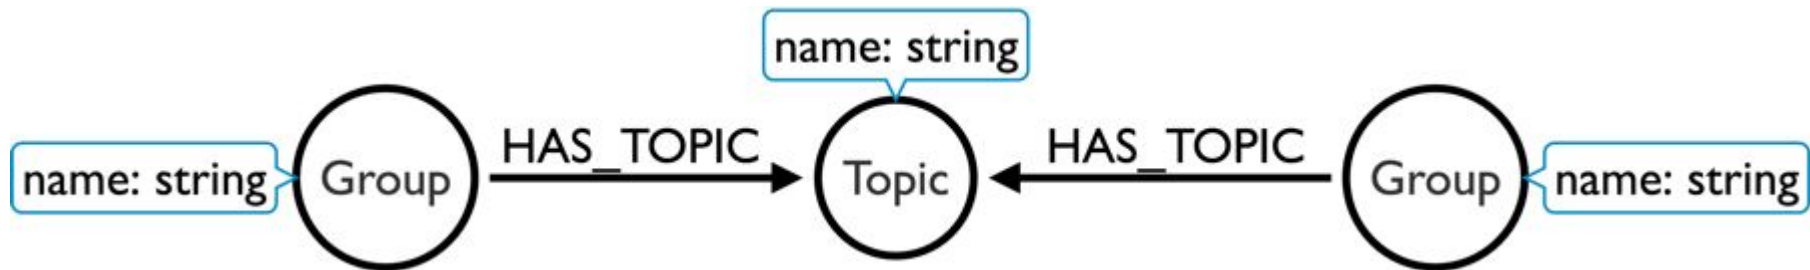 name: string
name: string
Group
HAS_TOPIC
Topic
HAS_TOPIC
Group
name: string